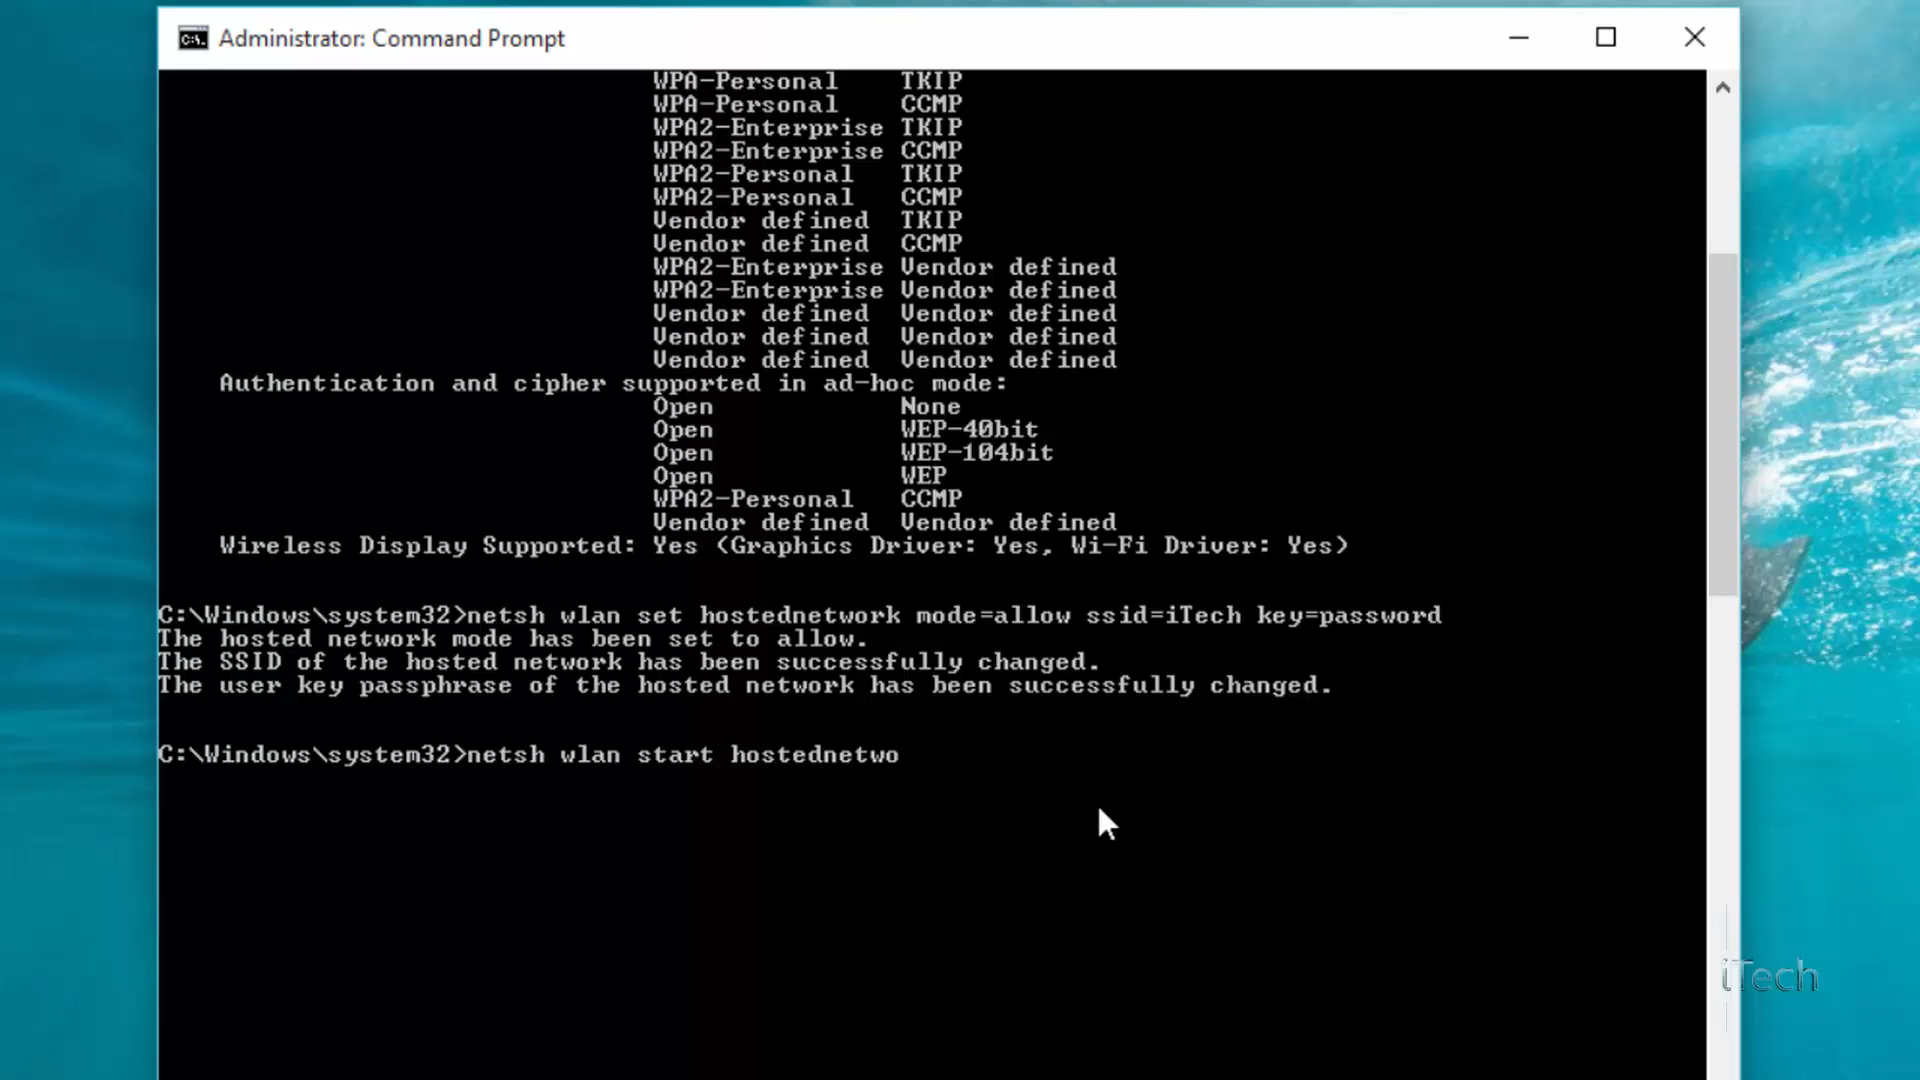 Administrator: Command Prompt
WPA-Personal TKIP
WPA-Personal CCMP
WPA2-Enterprise TKIP
WPA2-Enterprise CCMP
WPA2-Personal TKIP
WPA2-Personal CCMP
Vendor defined TKIP
Vendor defined CCMP
WPA2-Enterprise Vendor defined
WPA2-Enterprise Vendor defined
Vendor defined Vendor defined
Vendor defined Vendor defined
Vendor defined Vendor defined
Authentication and cipher supported in ad-hoc mode:
Open None
Open WEP-40bit
Open WEP-104bit
Open WEP
WPA2-Personal CCMP
Vendor defined Vendor defined
Wireless Display Supported: Yes (Graphics Driver: Yes, Wi-Fi Driver: Yes)
C:\Windows\system32>netsh wlan set hostednetwork mode=allow ssid=iTech key=password
The hosted network mode has been set to allow.
The SSID of the hosted network has been successfully changed.
The user key passphrase of the hosted network has been successfully changed.
C:\Windows\system32>netsh wlan start hostednetwo
iTech